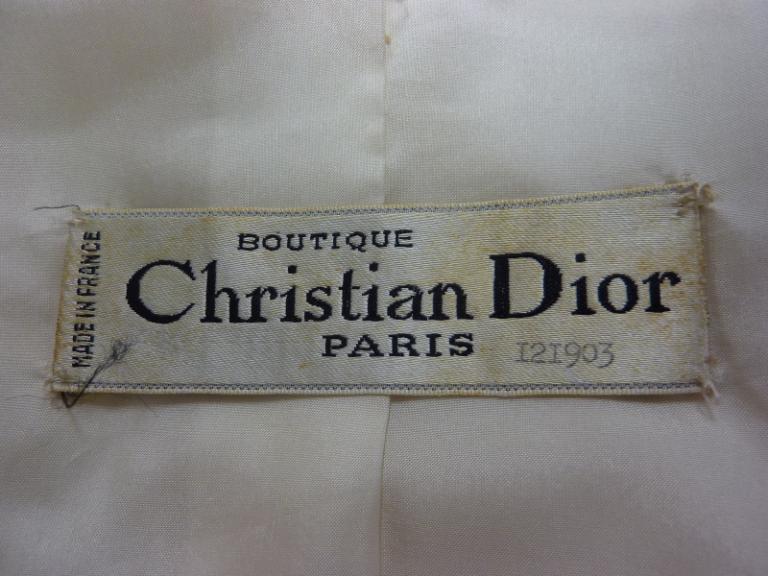 MADE IN FRANCE
BOUTIQUE
Christian Dior
PARIS
121903